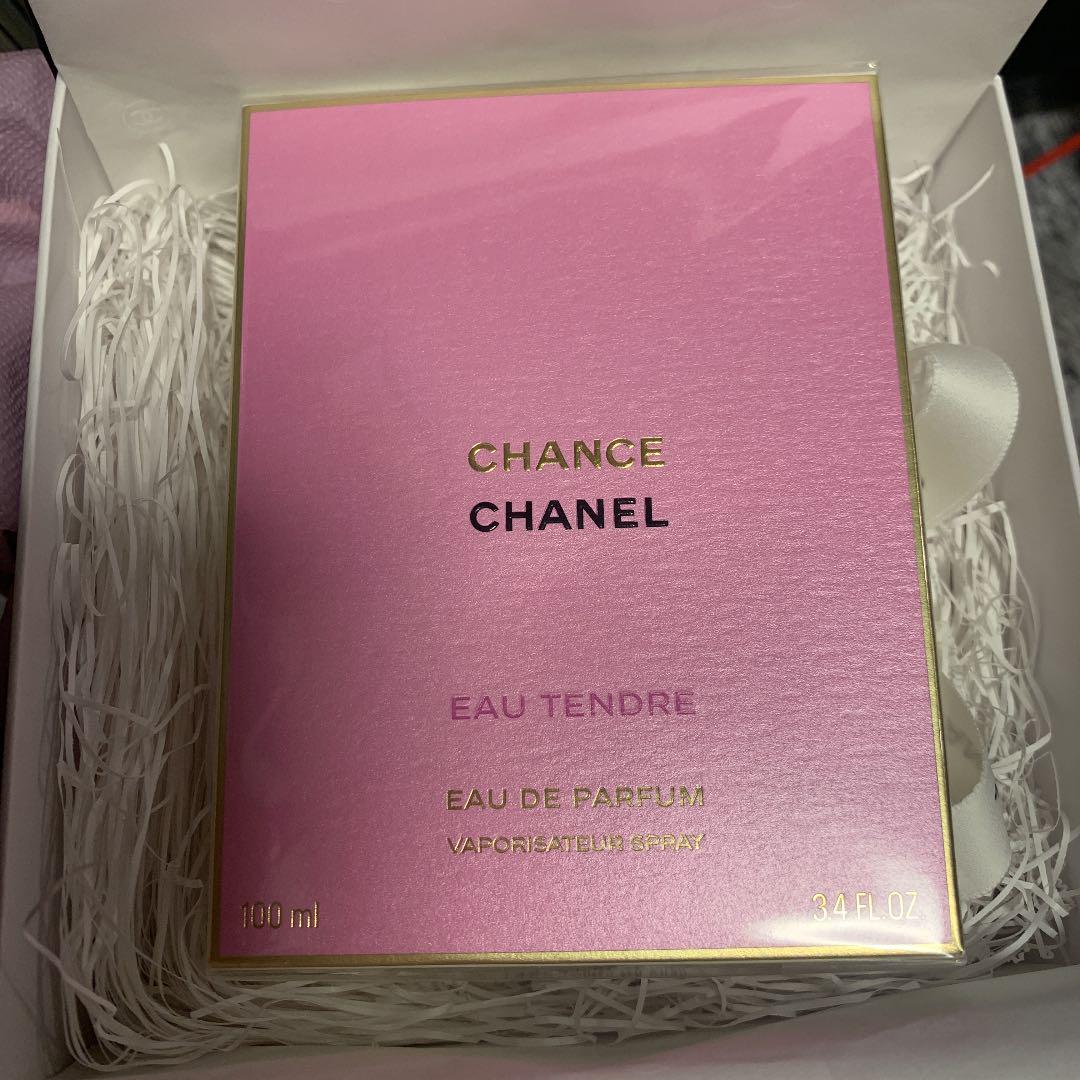 CHANCE
CHANEL
EAU TENDRE
EAU DE PARFUM
VAPORISATEUR SPRAY
100 ml 3.4 FL.OZ.